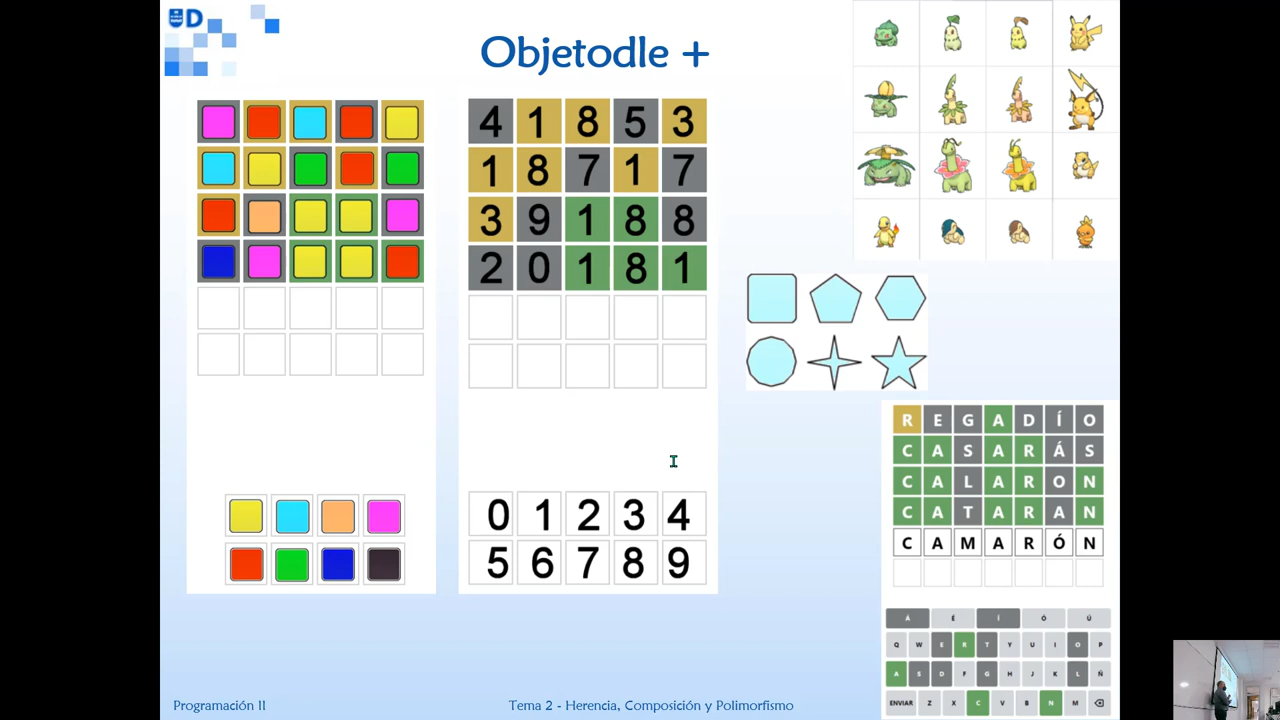 D
Objetodle +
4 1 8 5 3
1 8 7 1 7
3 9 1 8 8
2 0 1 8 1
0 1 2 3 4
5 6 7 8 9
R E G A D Í O
C A S A R Á S
C A L A R O N
C A T A R A N
C A M A R Ó N
Á É Í Ó Ú
Q W E R T Y U I O P
A S D F G H J K L Ñ
ENVIAR Z X C V B N M
Programación II
Tema 2 - Herencia, Composición y Polimorfismo